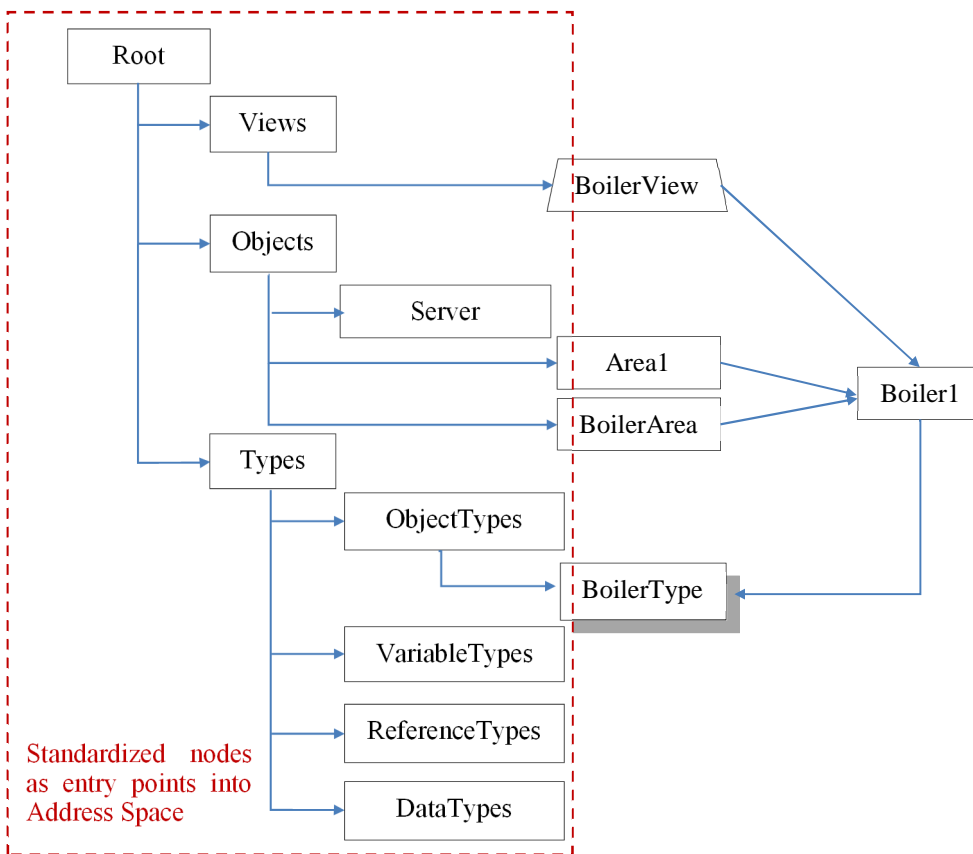 Root
Views
BoilerView
Objects
Server
Area1
Boiler1
BoilerArea
Types
ObjectTypes
BoilerType
VariableTypes
ReferenceTypes
DataTypes
Standardized nodes
as entry points into
Address Space